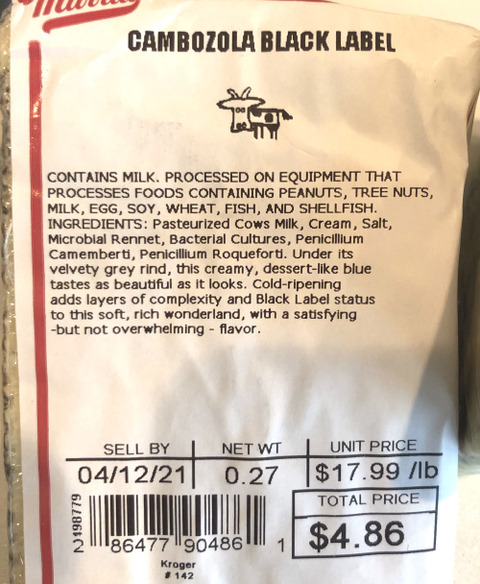 Murray's
CAMBOZOLA BLACK LABEL
CONTAINS MILK. PROCESSED ON EQUIPMENT THAT
PROCESSES FOODS CONTAINING PEANUTS, TREE NUTS,
MILK, EGG, SOY, WHEAT, FISH, AND SHELLFISH.
INGREDIENTS: Pasteurized Cows Milk, Cream, Salt,
Microbial Rennet, Bacterial Cultures, Penicillium
Camemberti, Penicillium Roqueforti. Under its
velvety grey rind, this creamy, dessert-like blue
tastes as beautiful as it looks. Cold-ripening
adds layers of complexity and Black Label status
to this soft, rich wonderland, with a satisfying
-but not overwhelming - flavor.
SELL BY NET WT UNIT PRICE
04/12/21 0.27 $17.99 /lb
TOTAL PRICE
$4.86
2198779
2 86477 90486 1
Kroger
# 142